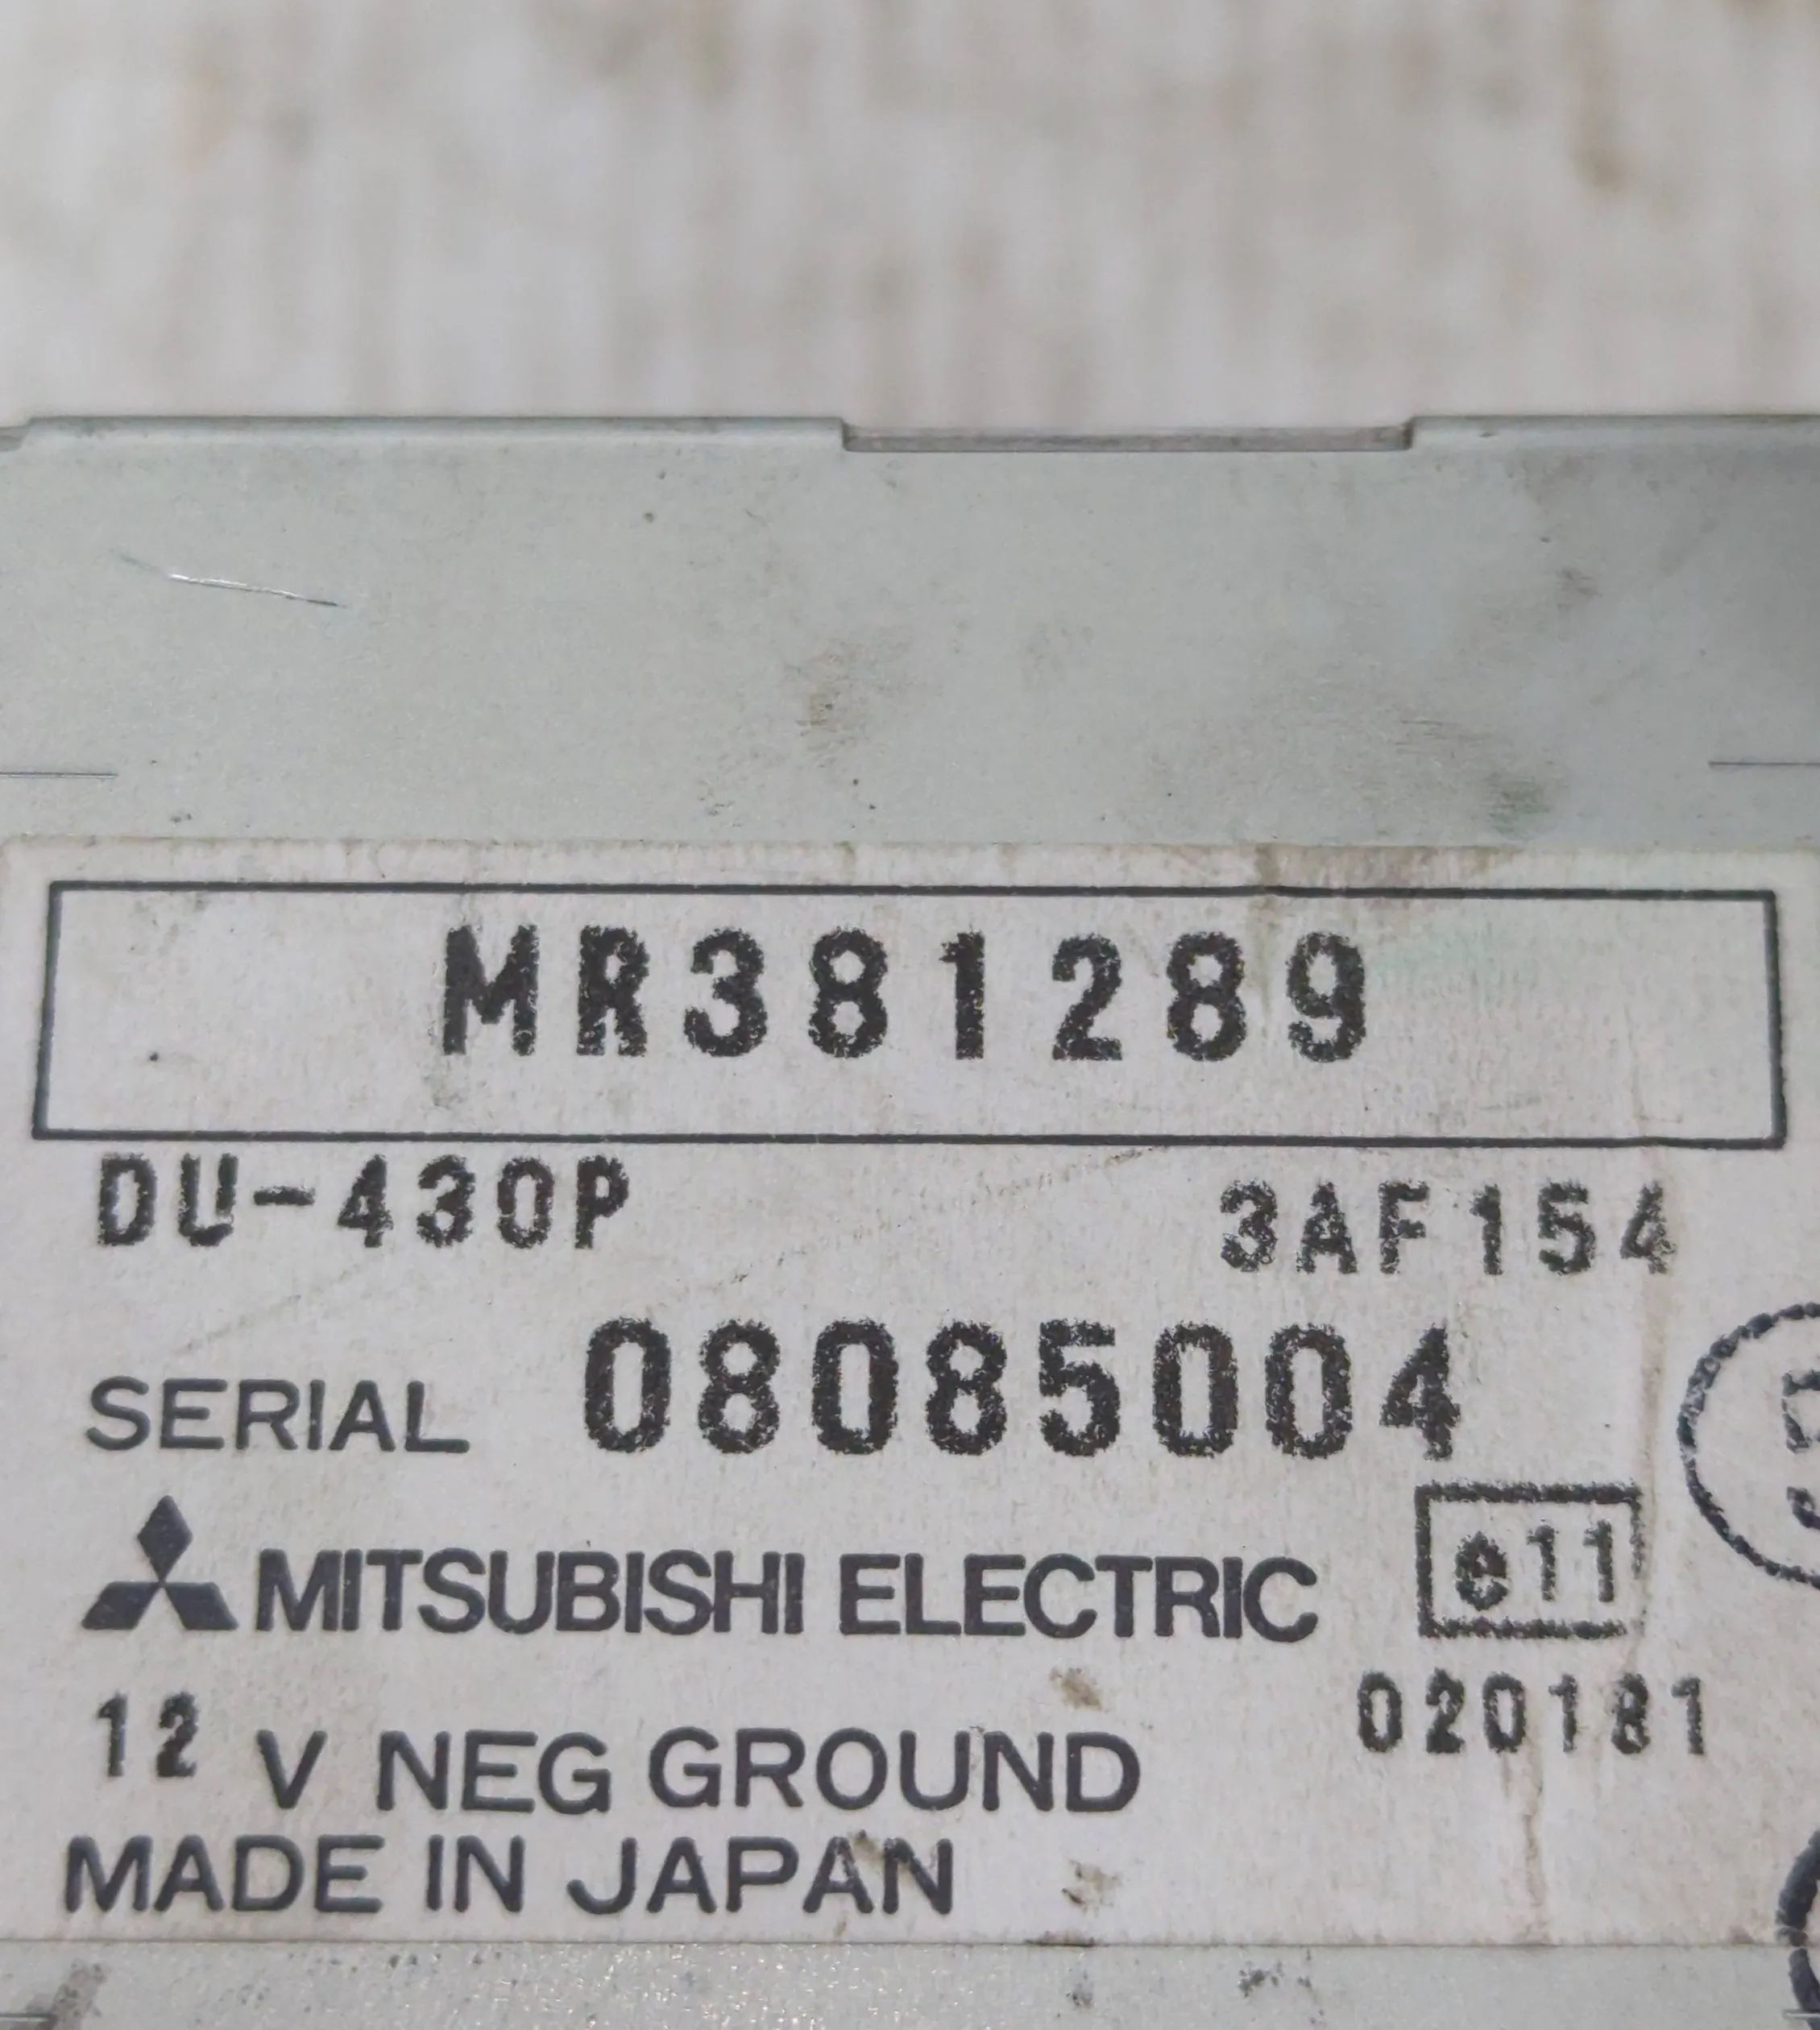 MR381289
DU-430P 3AF154
SERIAL 08085004
MITSUBISHI ELECTRIC e11
12 V NEG GROUND 020181
MADE IN JAPAN